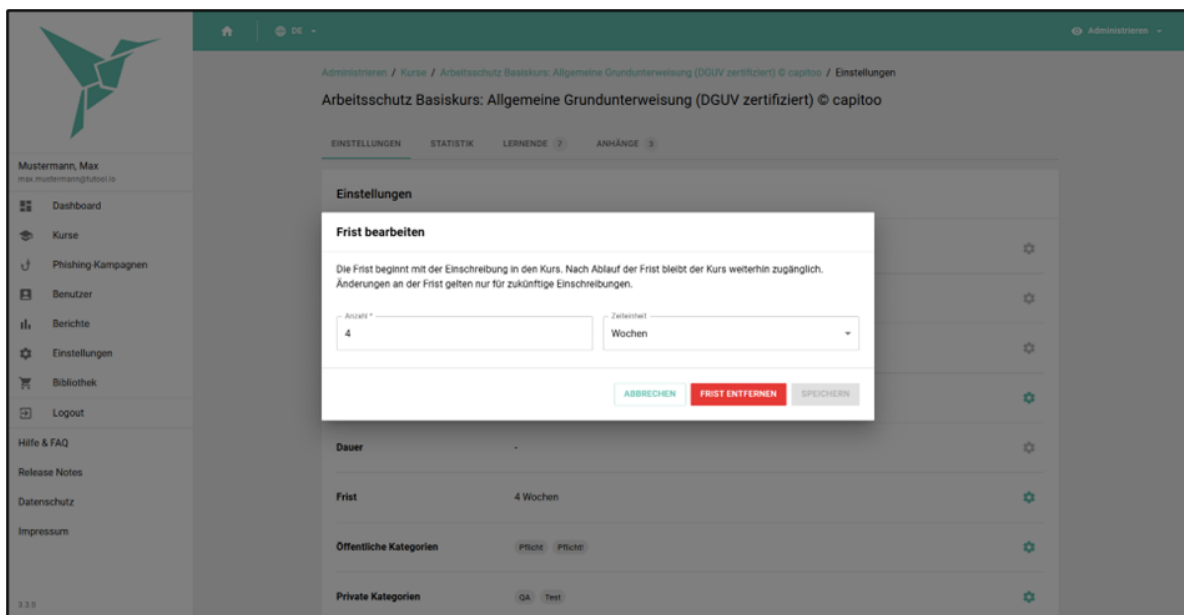 DE
Administrieren
Administrieren / Kurse / Arbeitsschutz Basiskurs: Allgemeine Grundunterweisung (DGUV zertifiziert) © capitoo / Einstellungen
Arbeitsschutz Basiskurs: Allgemeine Grundunterweisung (DGUV zertifiziert) © capitoo
EINSTELLUNGEN STATISTIK LERNENDE 7 ANHÄNGE 3
Mustermann, Max
max.mustermann@tutool.io
Dashboard
Kurse
Phishing-Kampagnen
Benutzer
Berichte
Einstellungen
Bibliothek
Logout
Hilfe & FAQ
Release Notes
Datenschutz
Impressum
3.3.0
Einstellungen
Frist bearbeiten
Die Frist beginnt mit der Einschreibung in den Kurs. Nach Ablauf der Frist bleibt der Kurs weiterhin zugänglich.
Änderungen an der Frist gelten nur für zukünftige Einschreibungen.
Anzahl *
4
Zeiteinheit
Wochen
ABBRECHEN FRIST ENTFERNEN SPEICHERN
Dauer -
Frist 4 Wochen
Öffentliche Kategorien Pflicht Pflicht!
Private Kategorien QA Test